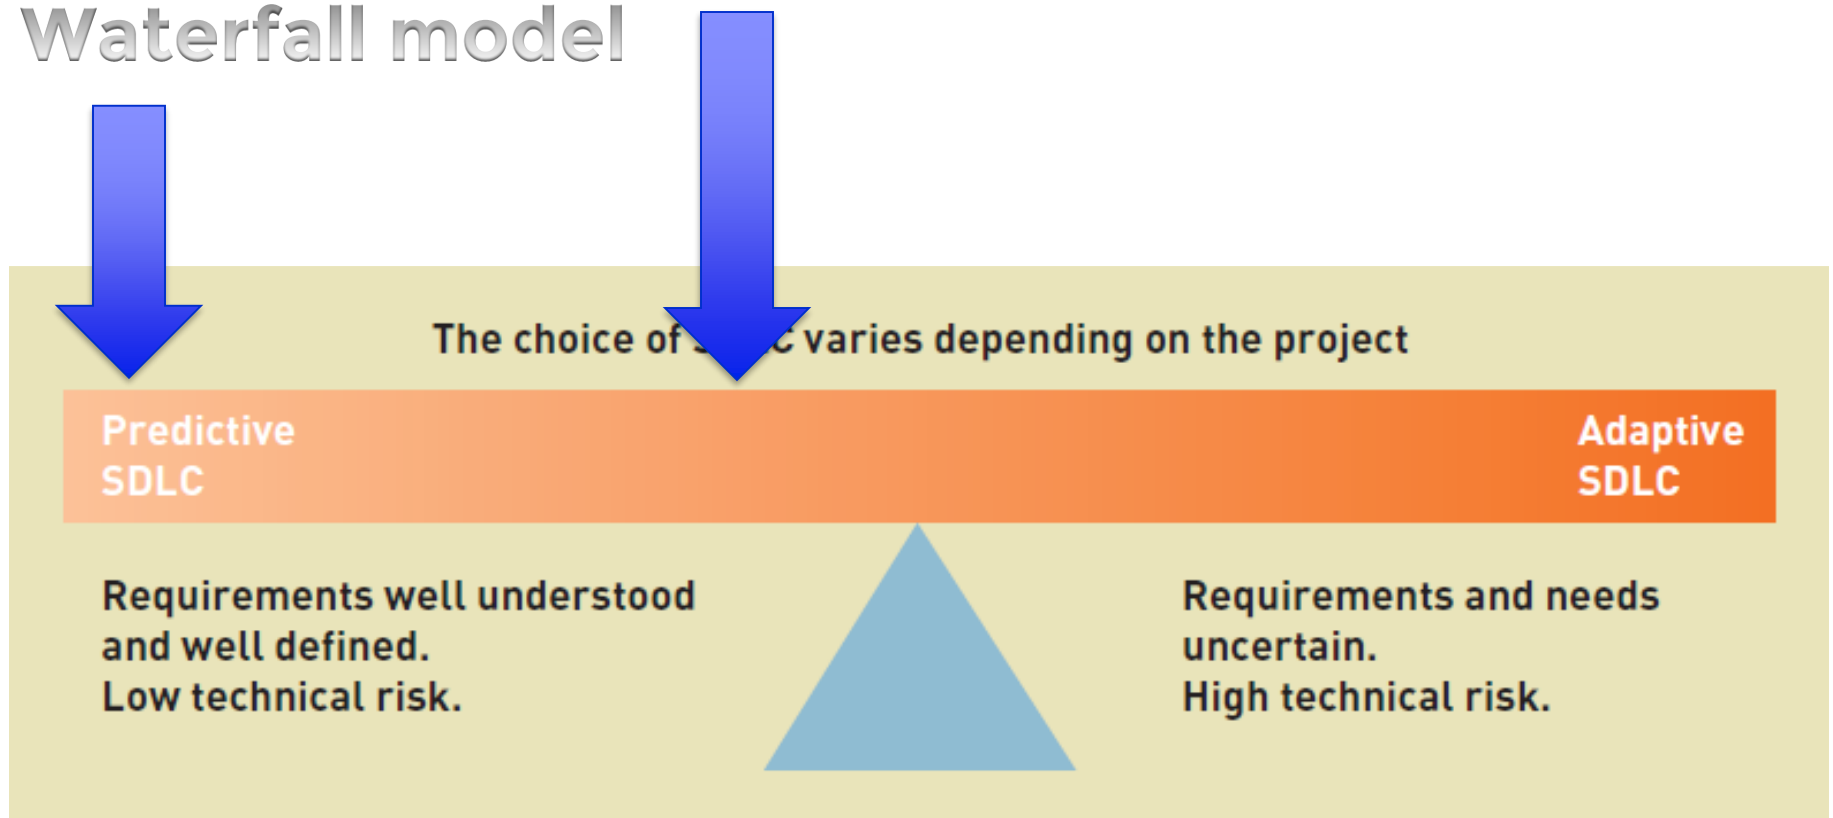 Waterfall model
The choice of varies depending on the project
Predictive
SDLC
Adaptive
SDLC
Requirements well understood
and well defined.
Low technical risk.
Requirements and needs
uncertain.
High technical risk.